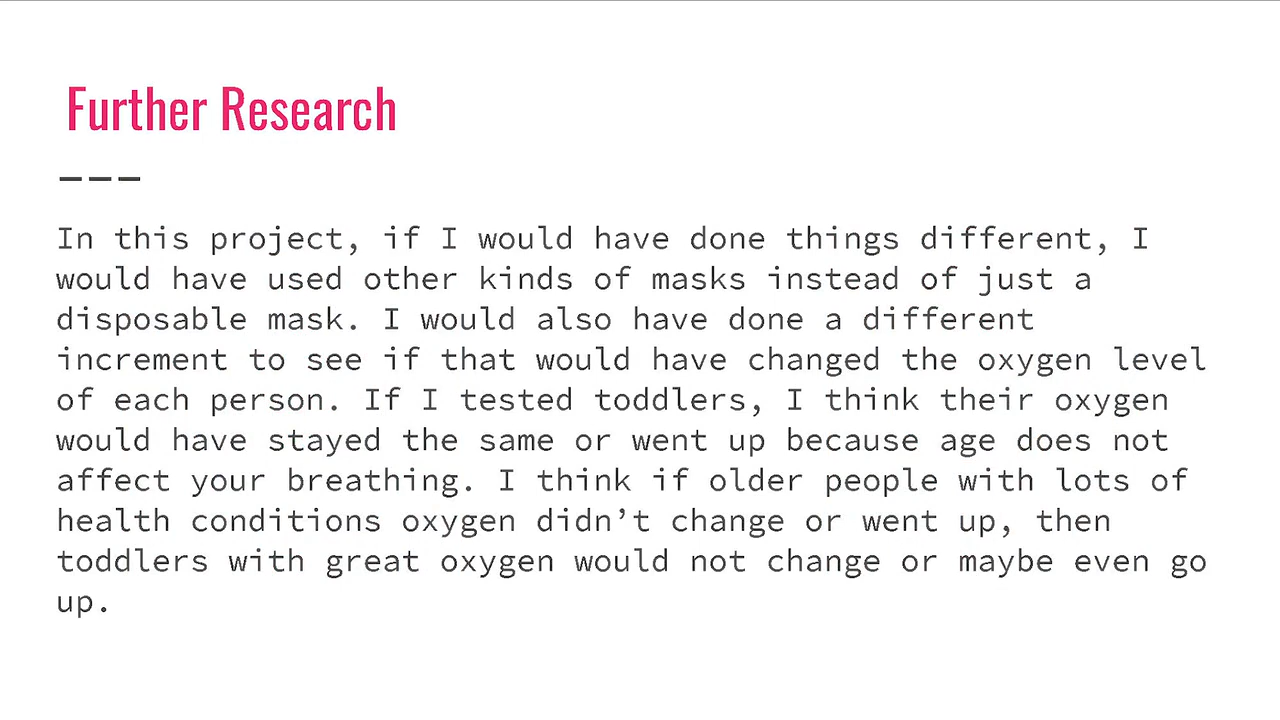 Further Research
In this project, if I would have done things different, I
would have used other kinds of masks instead of just a
disposable mask. I would also have done a different
increment to see if that would have changed the oxygen level
of each person. If I tested toddlers, I think their oxygen
would have stayed the same or went up because age does not
affect your breathing. I think if older people with lots of
health conditions oxygen didn’t change or went up, then
toddlers with great oxygen would not change or maybe even go
up.